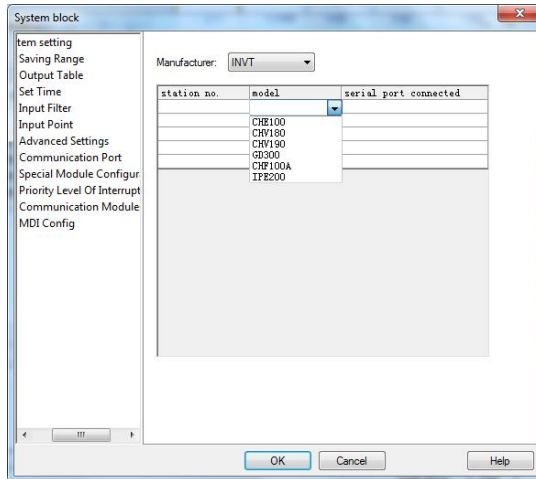 System block
tem setting
Saving Range
Output Table
Set Time
Input Filter
Input Point
Advanced Settings
Communication Port
Special Module Configur
Priority Level Of Interrupt
Communication Module
MDI Config
Manufacturer: INVT
station no. model serial port connected
CHE100
CHV180
CHV190
GD300
CHF100A
IPE200
OK Cancel Help